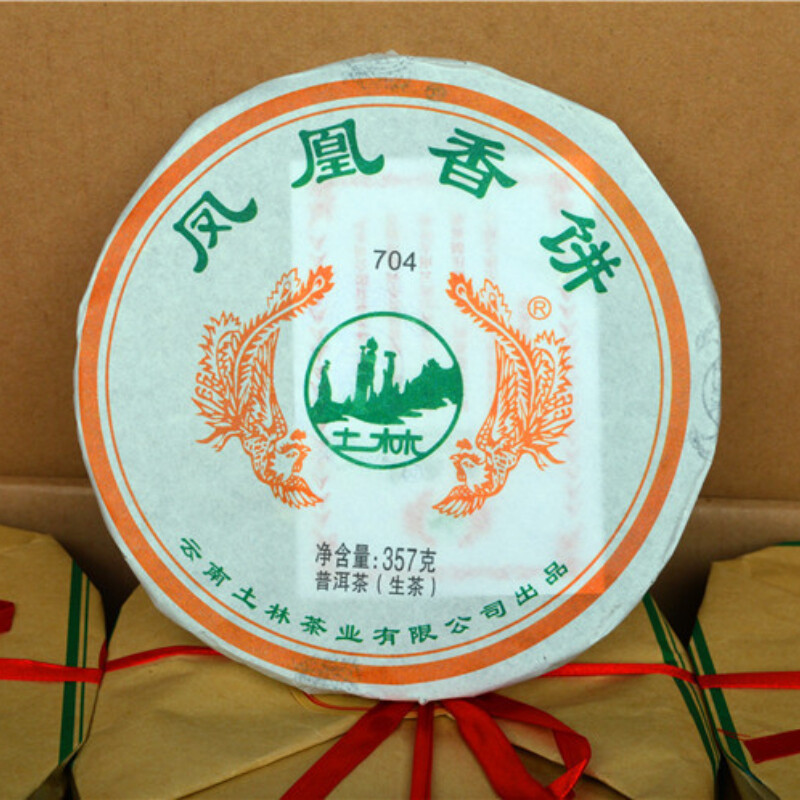 凤凰香饼
704
®
土林
净含量:357克
普洱茶(生茶)
云南土林茶业有限公司出品